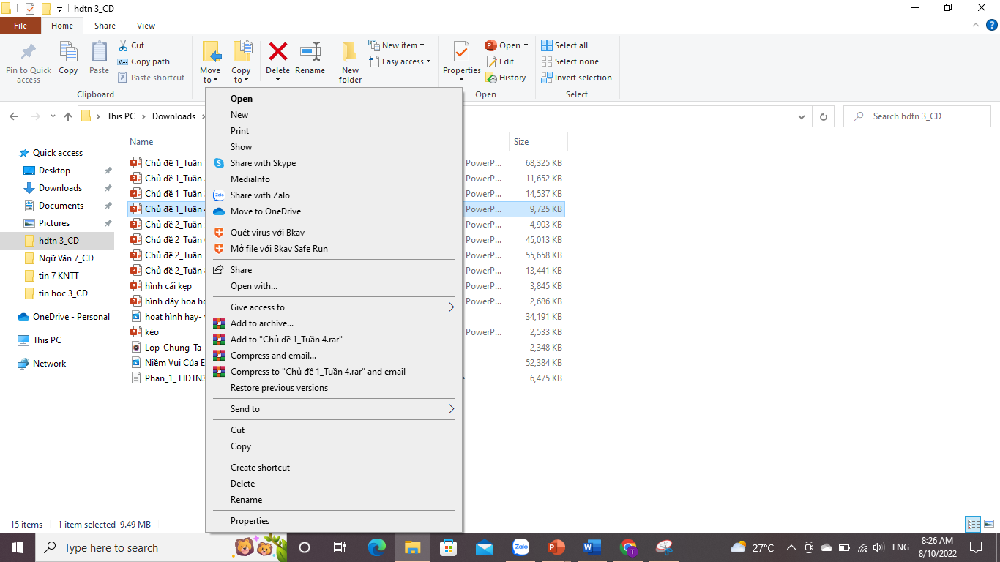 hdtn 3_CD
File Home Share View
Pin to Quick access
Copy
Paste
Cut
Copy path
Paste shortcut
Move to
Copy to
Delete
Rename
New folder
New item
Easy access
Properties
Open
Edit
History
Select all
Select none
Invert selection
Clipboard
Open
Select
This PC Downloads
Search hdtn 3_CD
Quick access
Desktop
Downloads
Documents
Pictures
hdtn 3_CD
Ngữ Văn 7_CD
tin 7 KNTT
tin hoc 3_CD
OneDrive - Personal
This PC
Network
Name Size
Chủ đề 1_Tuần PowerP... 68,325 KB
Chủ đề 1_Tuần PowerP... 11,652 KB
Chủ đề 1_Tuần PowerP... 14,537 KB
Chủ đề 1_Tuần PowerP... 9,725 KB
Chủ đề 2_Tuần PowerP... 4,903 KB
Chủ đề 2_Tuần PowerP... 45,013 KB
Chủ đề 2_Tuần PowerP... 55,658 KB
Chủ đề 2_Tuần PowerP... 13,441 KB
hình cái kẹp PowerP... 3,845 KB
hình dây hoa PowerP... 2,686 KB
hoạt hình hay- 34,191 KB
kéo PowerP... 2,533 KB
Lop-Chung-Ta- 2,348 KB
Niềm Vui Của 52,384 KB
Phan_1_ HĐTN3 6,475 KB
Open
New
Print
Show
Share with Skype
MediaInfo
Zalo Share with Zalo
Move to OneDrive
Quét virus với Bkav
Mở file với Bkav Safe Run
Share
Open with...
Give access to
Add to archive...
Add to "Chủ đề 1_Tuần 4.rar"
Compress and email...
Compress to "Chủ đề 1_Tuần 4.rar" and email
Restore previous versions
Send to
Cut
Copy
Create shortcut
Delete
Rename
Properties
15 items 1 item selected 9.49 MB
Type here to search
Zalo
27°C
ENG
8:26 AM
8/10/2022